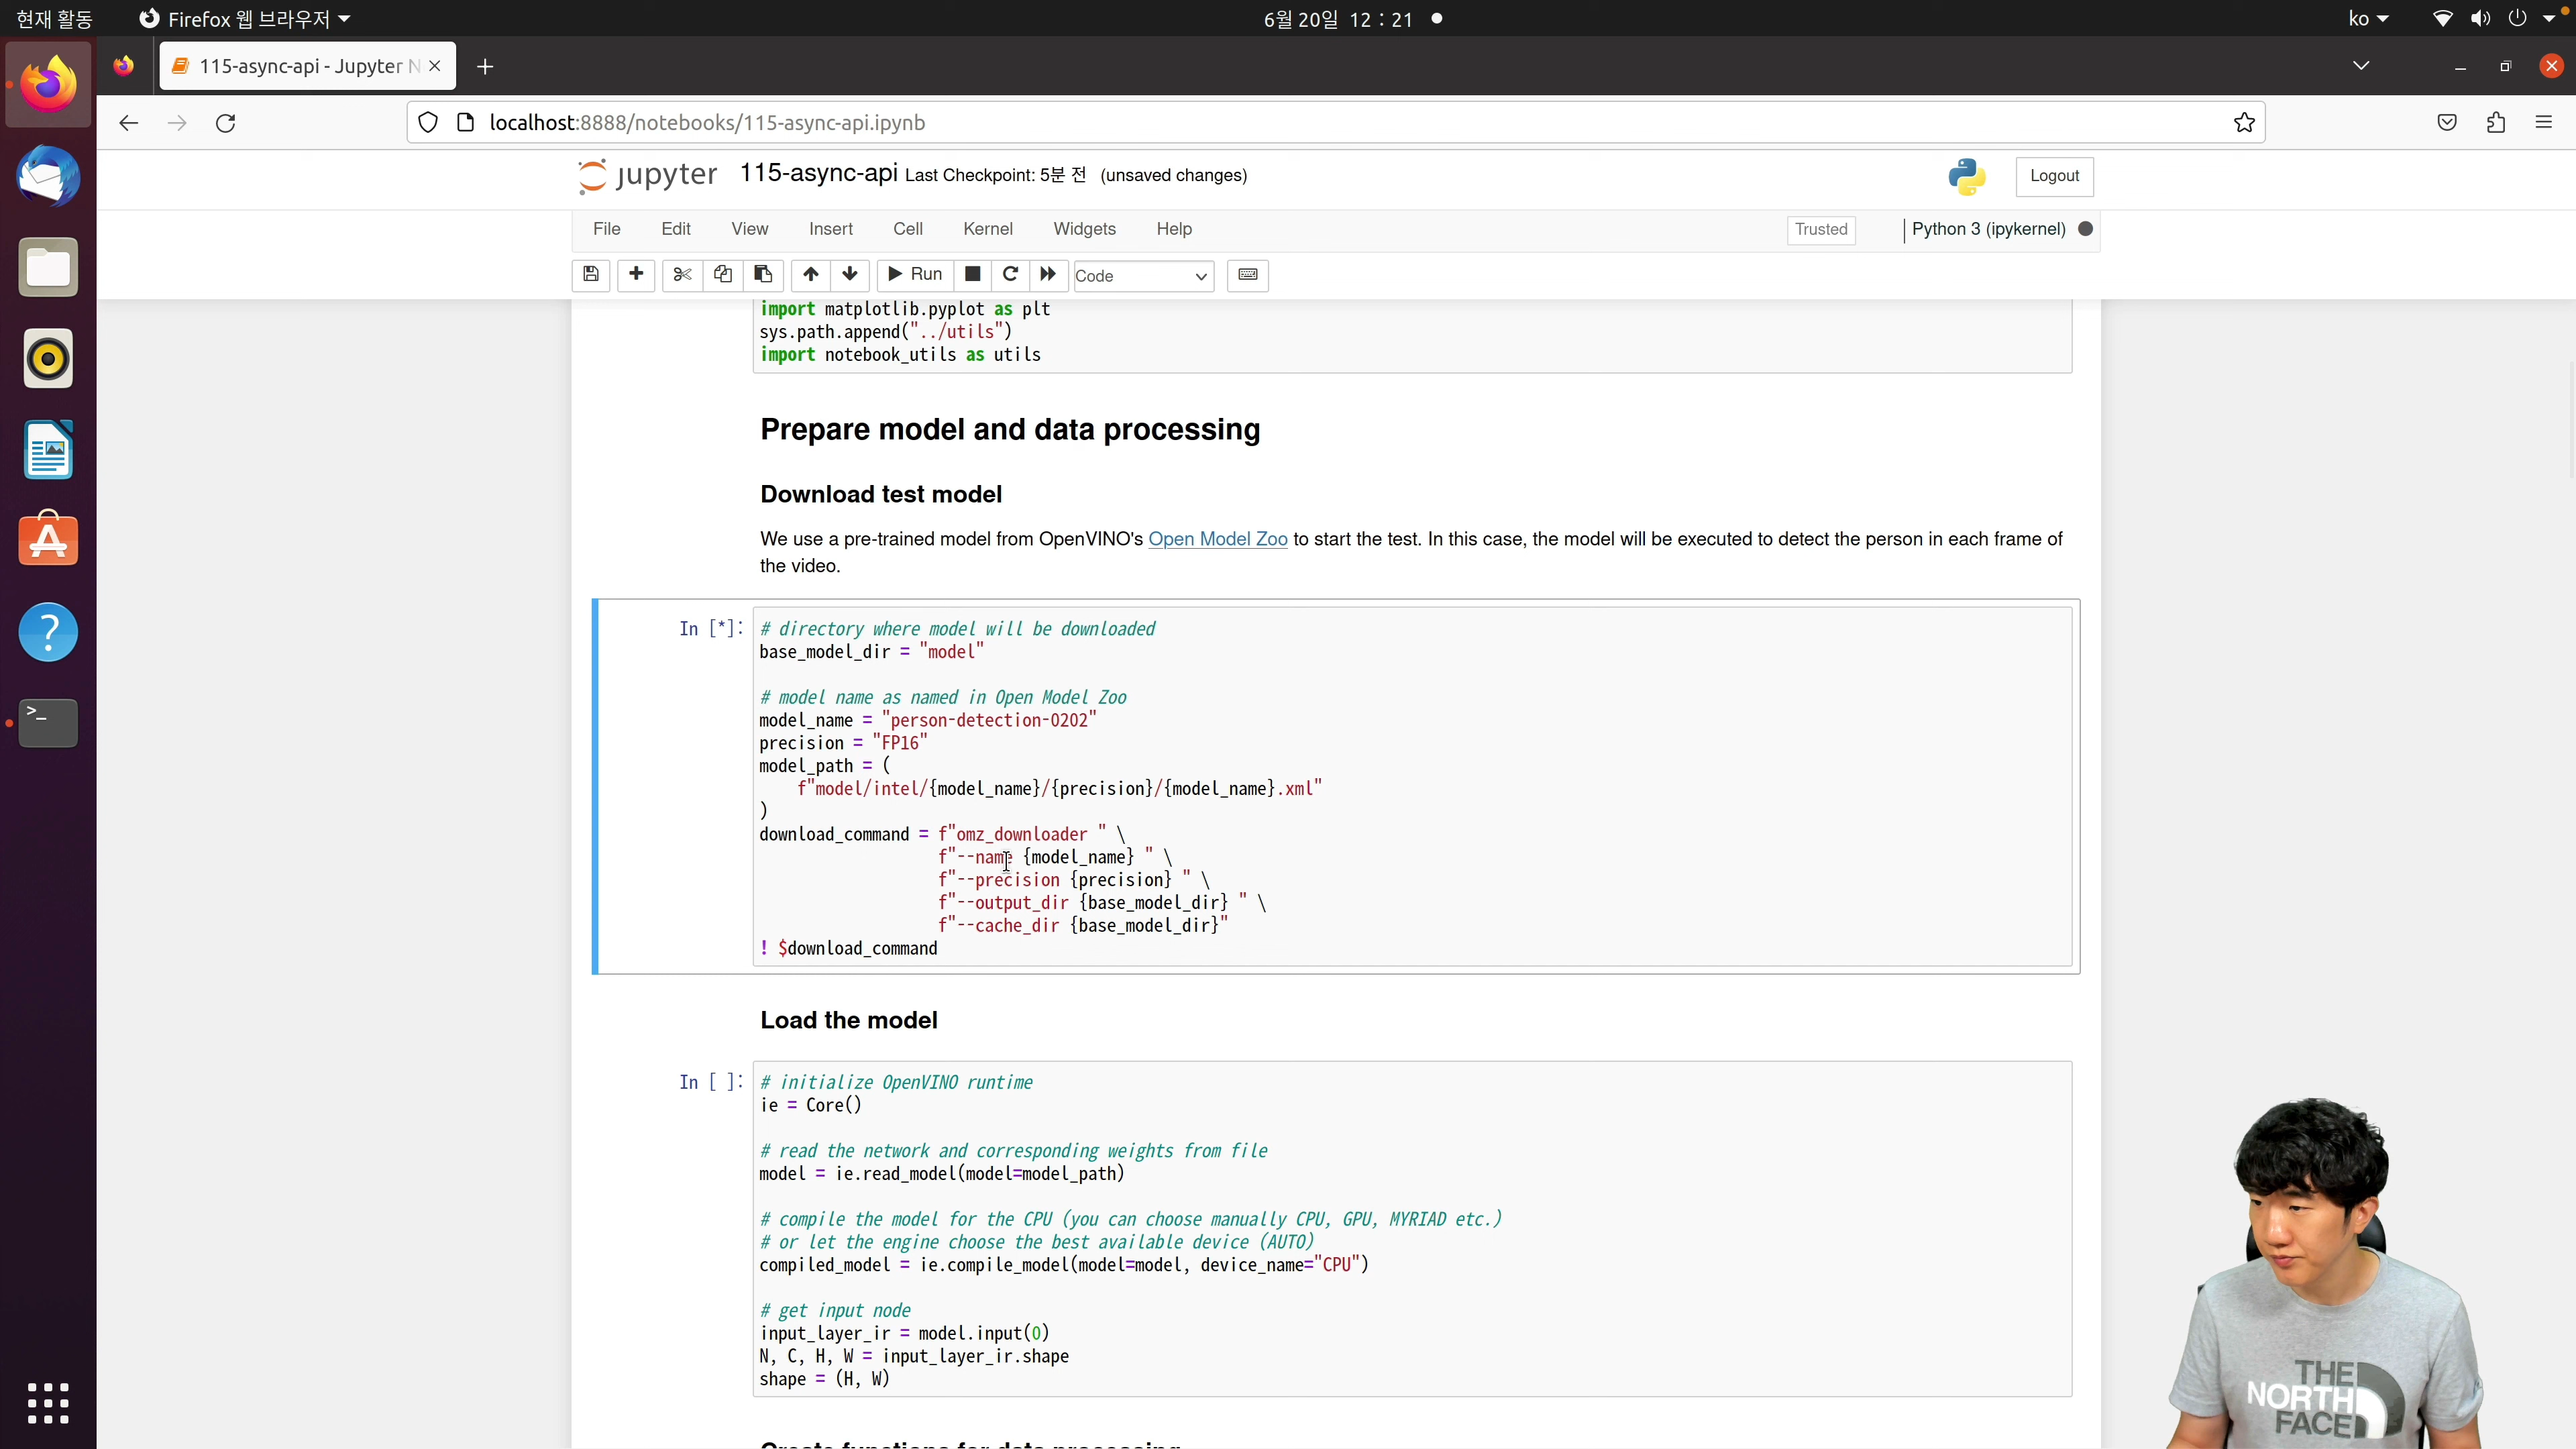 현재 활동
Firefox 웹 브라우저
6월 20일 12 : 21
ko
115-async-api - Jupyter N
localhost:8888/notebooks/115-async-api.ipynb
jupyter
115-async-api Last Checkpoint: 5분 전 (unsaved changes)
Logout
File Edit View Insert Cell Kernel Widgets Help
Trusted
Python 3 (ipykernel)
Run
Code
import matplotlib.pyplot as plt
sys.path.append("../utils")
import notebook_utils as utils
Prepare model and data processing
Download test model
We use a pre-trained model from OpenVINO's Open Model Zoo to start the test. In this case, the model will be executed to detect the person in each frame of
the video.
In [*]:
# directory where model will be downloaded
base_model_dir = "model"
# model name as named in Open Model Zoo
model_name = "person-detection-0202"
precision = "FP16"
model_path = (
f"model/intel/{model_name}/{precision}/{model_name}.xml"
)
download_command = f"omz_downloader " \
f"--name {model_name} " \
f"--precision {precision} " \
f"--output_dir {base_model_dir} " \
f"--cache_dir {base_model_dir}"
! $download_command
Load the model
In [ ]:
# initialize OpenVINO runtime
ie = Core()
# read the network and corresponding weights from file
model = ie.read_model(model=model_path)
# compile the model for the CPU (you can choose manually CPU, GPU, MYRIAD etc.)
# or let the engine choose the best available device (AUTO)
compiled_model = ie.compile_model(model=model, device_name="CPU")
# get input node
input_layer_ir = model.input(0)
N, C, H, W = input_layer_ir.shape
shape = (H, W)
Create functions for data processing
THE
NORTH
FACE